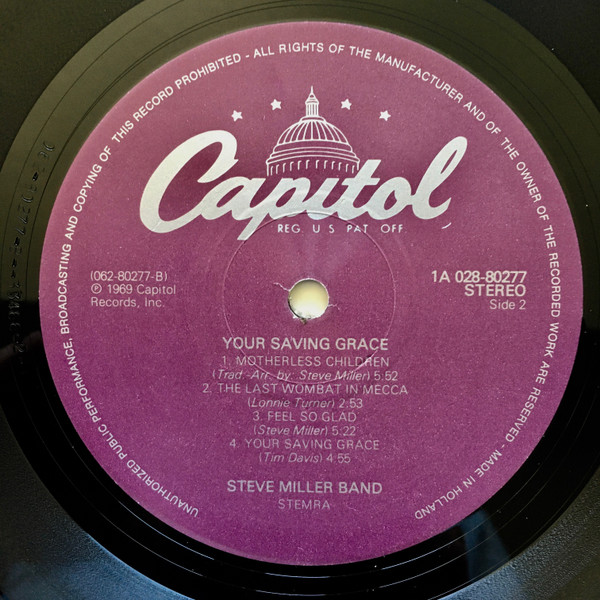 UNAUTHORIZED PUBLIC PERFORMANCE, BROADCASTING AND COPYING OF THIS RECORD PROHIBITED - ALL RIGHTS OF THE MANUFACTURER AND OF THE OWNER OF THE RECORDED WORK ARE RESERVED - MADE IN HOLLAND
Capitol
REG. U S PAT OFF
(062-80277-B)
℗ 1969 Capitol
Records, Inc.
1A 028-80277
STEREO
Side 2
YOUR SAVING GRACE
1. MOTHERLESS CHILDREN
(Trad.-Arr. by: Steve Miller) 5:52
2. THE LAST WOMBAT IN MECCA
(Lonnie Turner) 2:53
3. FEEL SO GLAD
(Steve Miller) 5:22
4. YOUR SAVING GRACE
(Tim Davis) 4:55
STEVE MILLER BAND
STEMRA